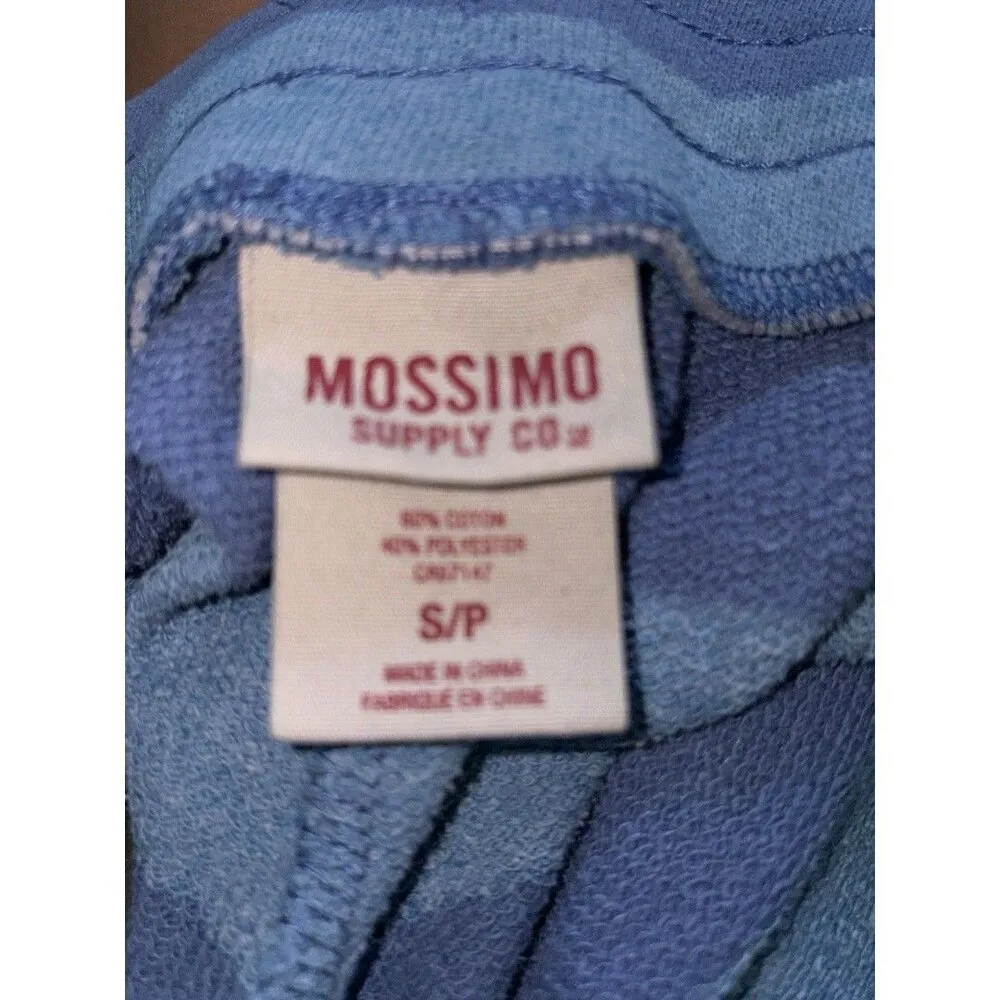 MOSSIMO
SUPPLY CO
60% COTTON
40% POLYESTER
S/P
MADE IN CHINA
FABRIQUÉ EN CHINE